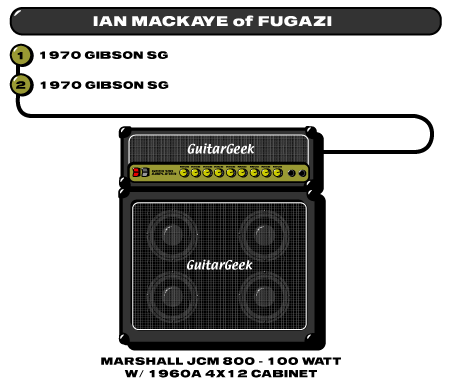 IAN MACKAYE of FUGAZI
1 1970 GIBSON SG
2 1970 GIBSON SG
GuitarGeek
GuitarGeek
MARSHALL JCM 800 - 100 WATT
W/ 1960A 4X12 CABINET